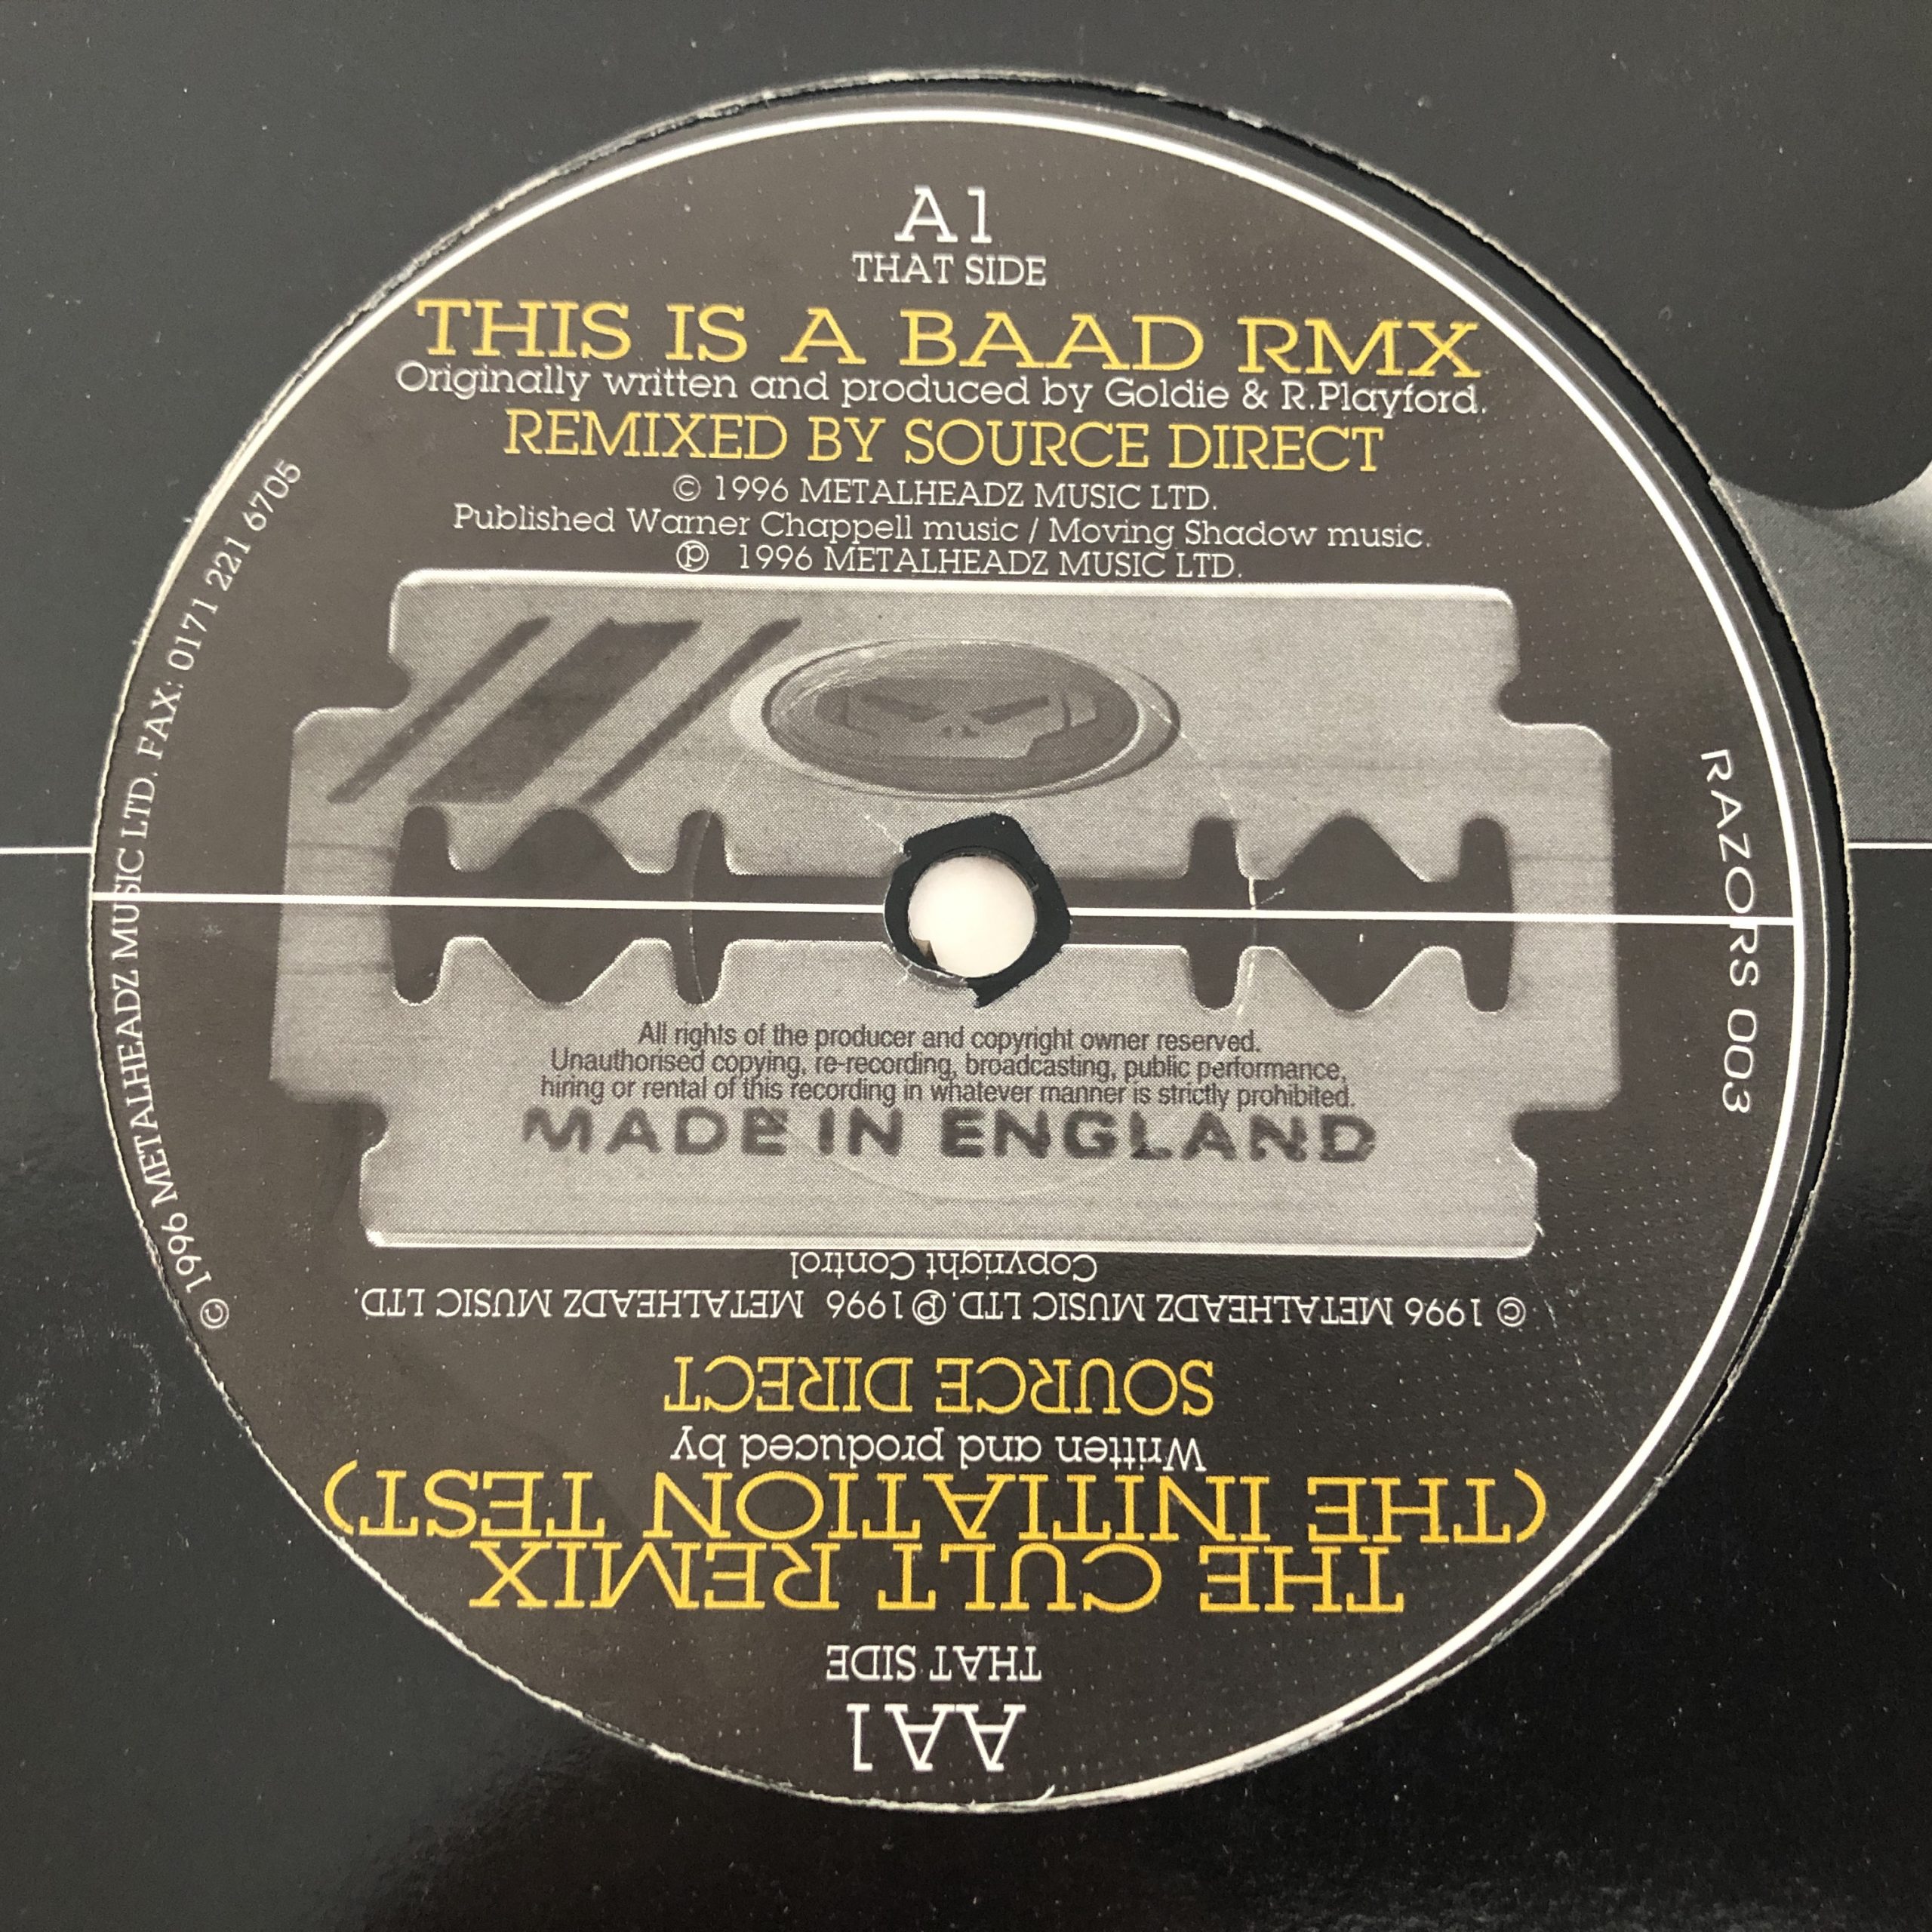 A1
THAT SIDE
THIS IS A BAAD RMX
Originally written and produced by Goldie & R.Playford.
REMIXED BY SOURCE DIRECT
© 1996 METALHEADZ MUSIC LTD.
Published Warner Chappell music / Moving Shadow music.
℗ 1996 METALHEADZ MUSIC LTD.
All rights of the producer and copyright owner reserved.
Unauthorised copying, re-recording, broadcasting, public performance,
hiring or rental of this recording in whatever manner is strictly prohibited.
MADE IN ENGLAND
© 1996 METALHEADZ MUSIC LTD. FAX: 0171 221 6705
RAZORS 003
AA1
THAT SIDE
THE CULT REMIX
(THE INITIATION TEST)
Written and produced by
SOURCE DIRECT
© 1996 METALHEADZ MUSIC LTD. ℗ 1996 METALHEADZ MUSIC LTD.
Copyright Control